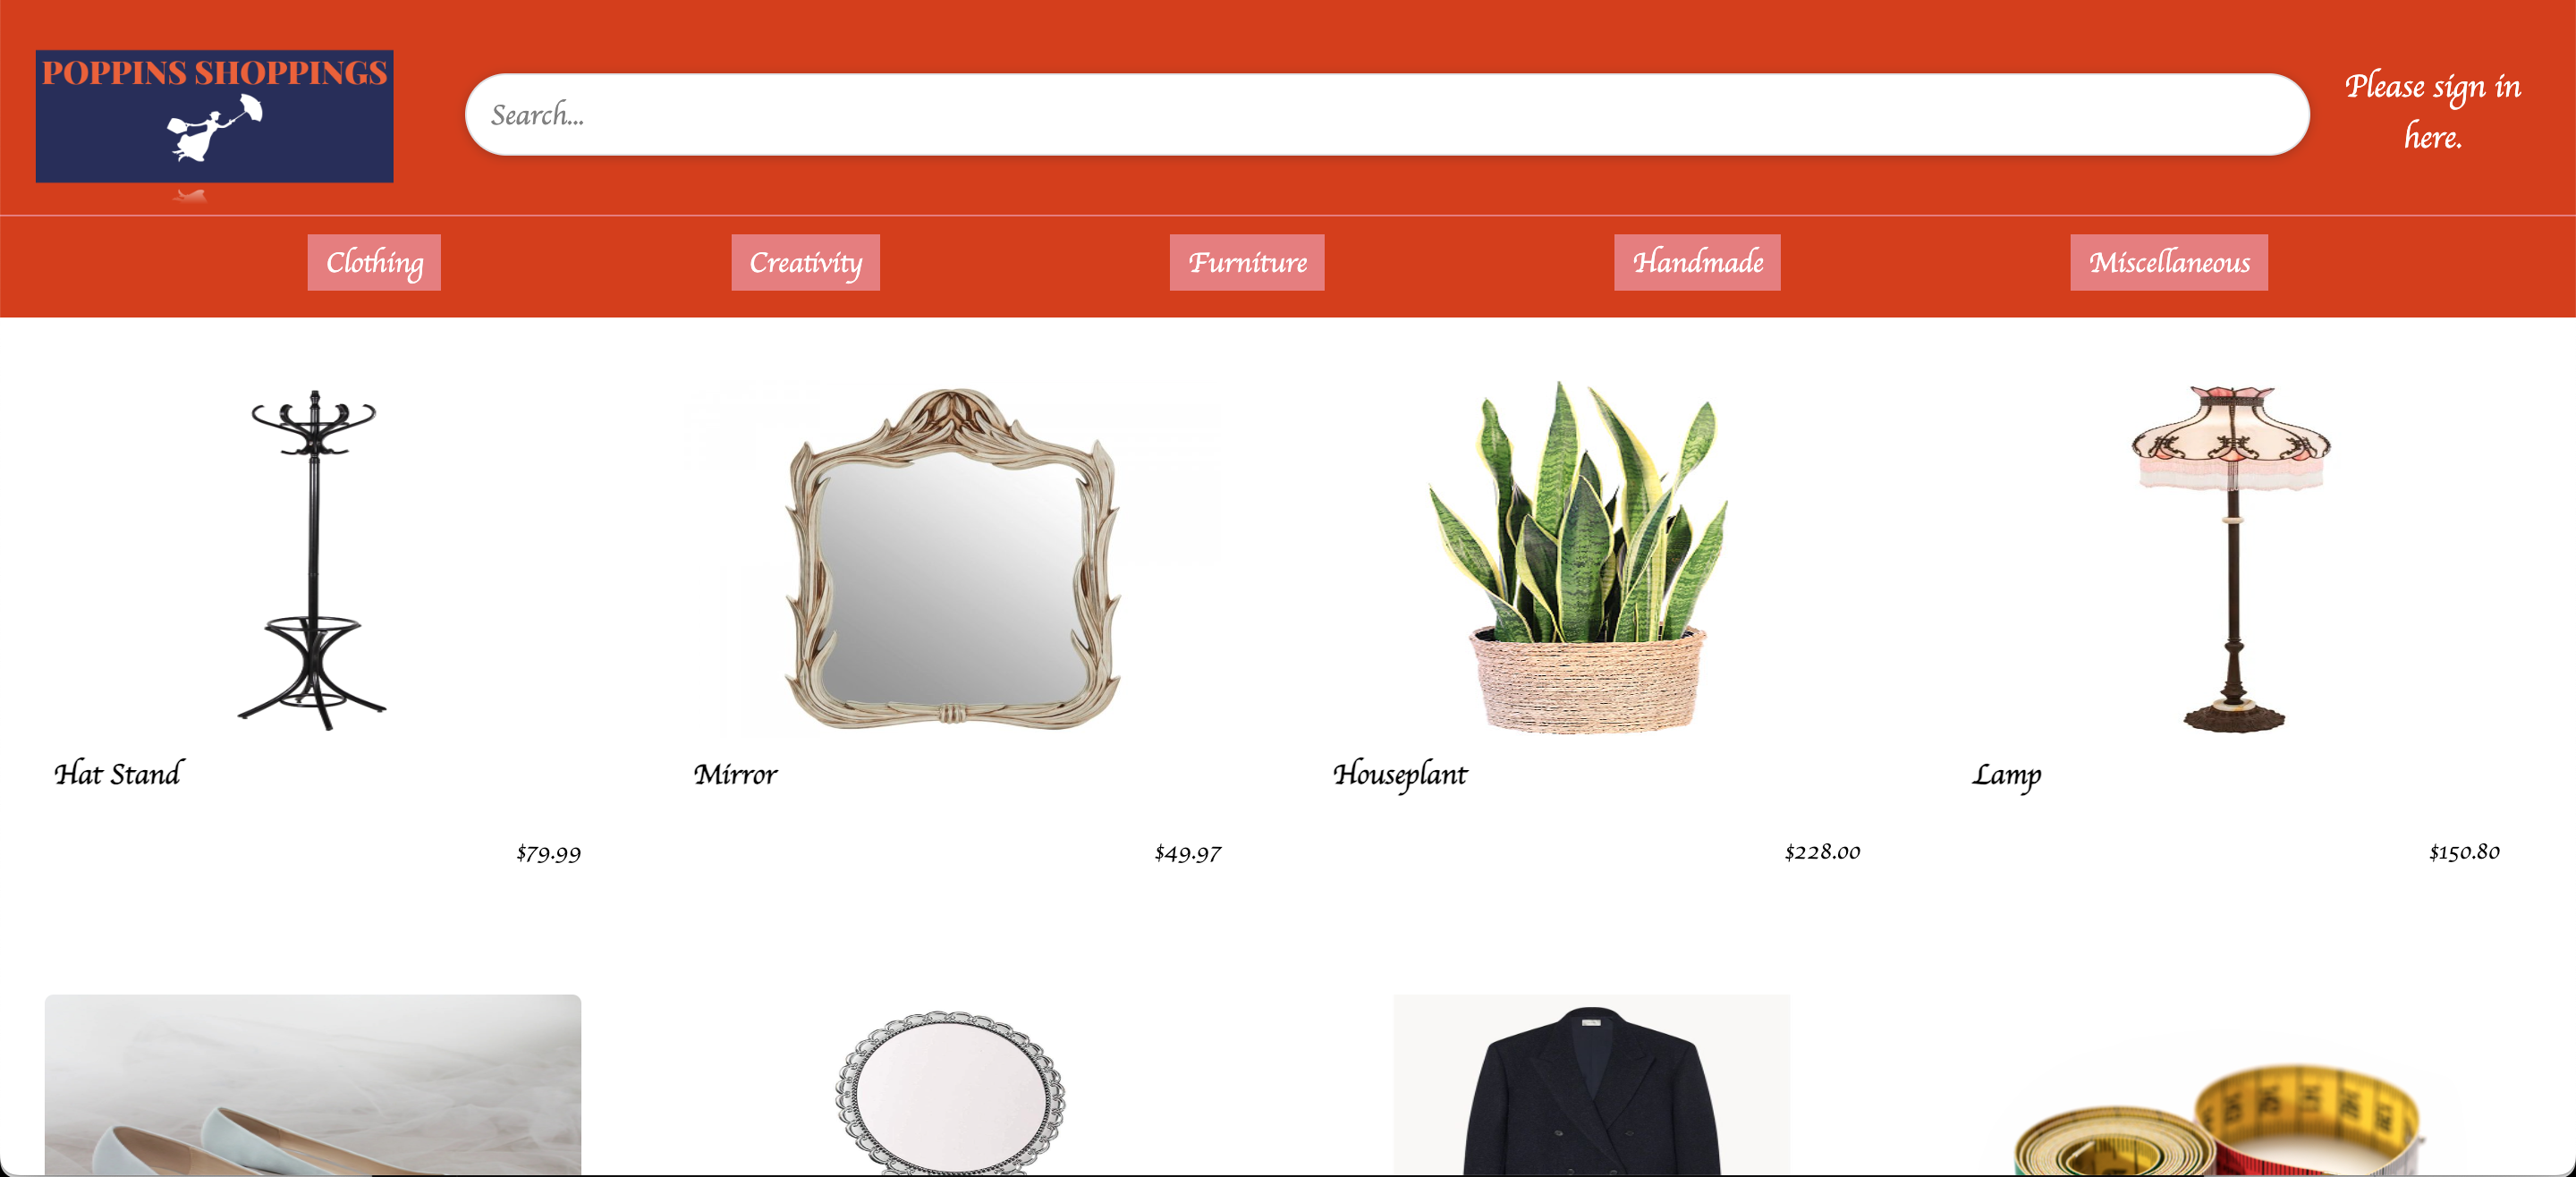 POPPINS SHOPPINGS
Search...
Please sign in
here.
Clothing
Creativity
Furniture
Handmade
Miscellaneous
Hat Stand
Mirror
Houseplant
Lamp
$79.99
$49.97
$228.00
$150.80